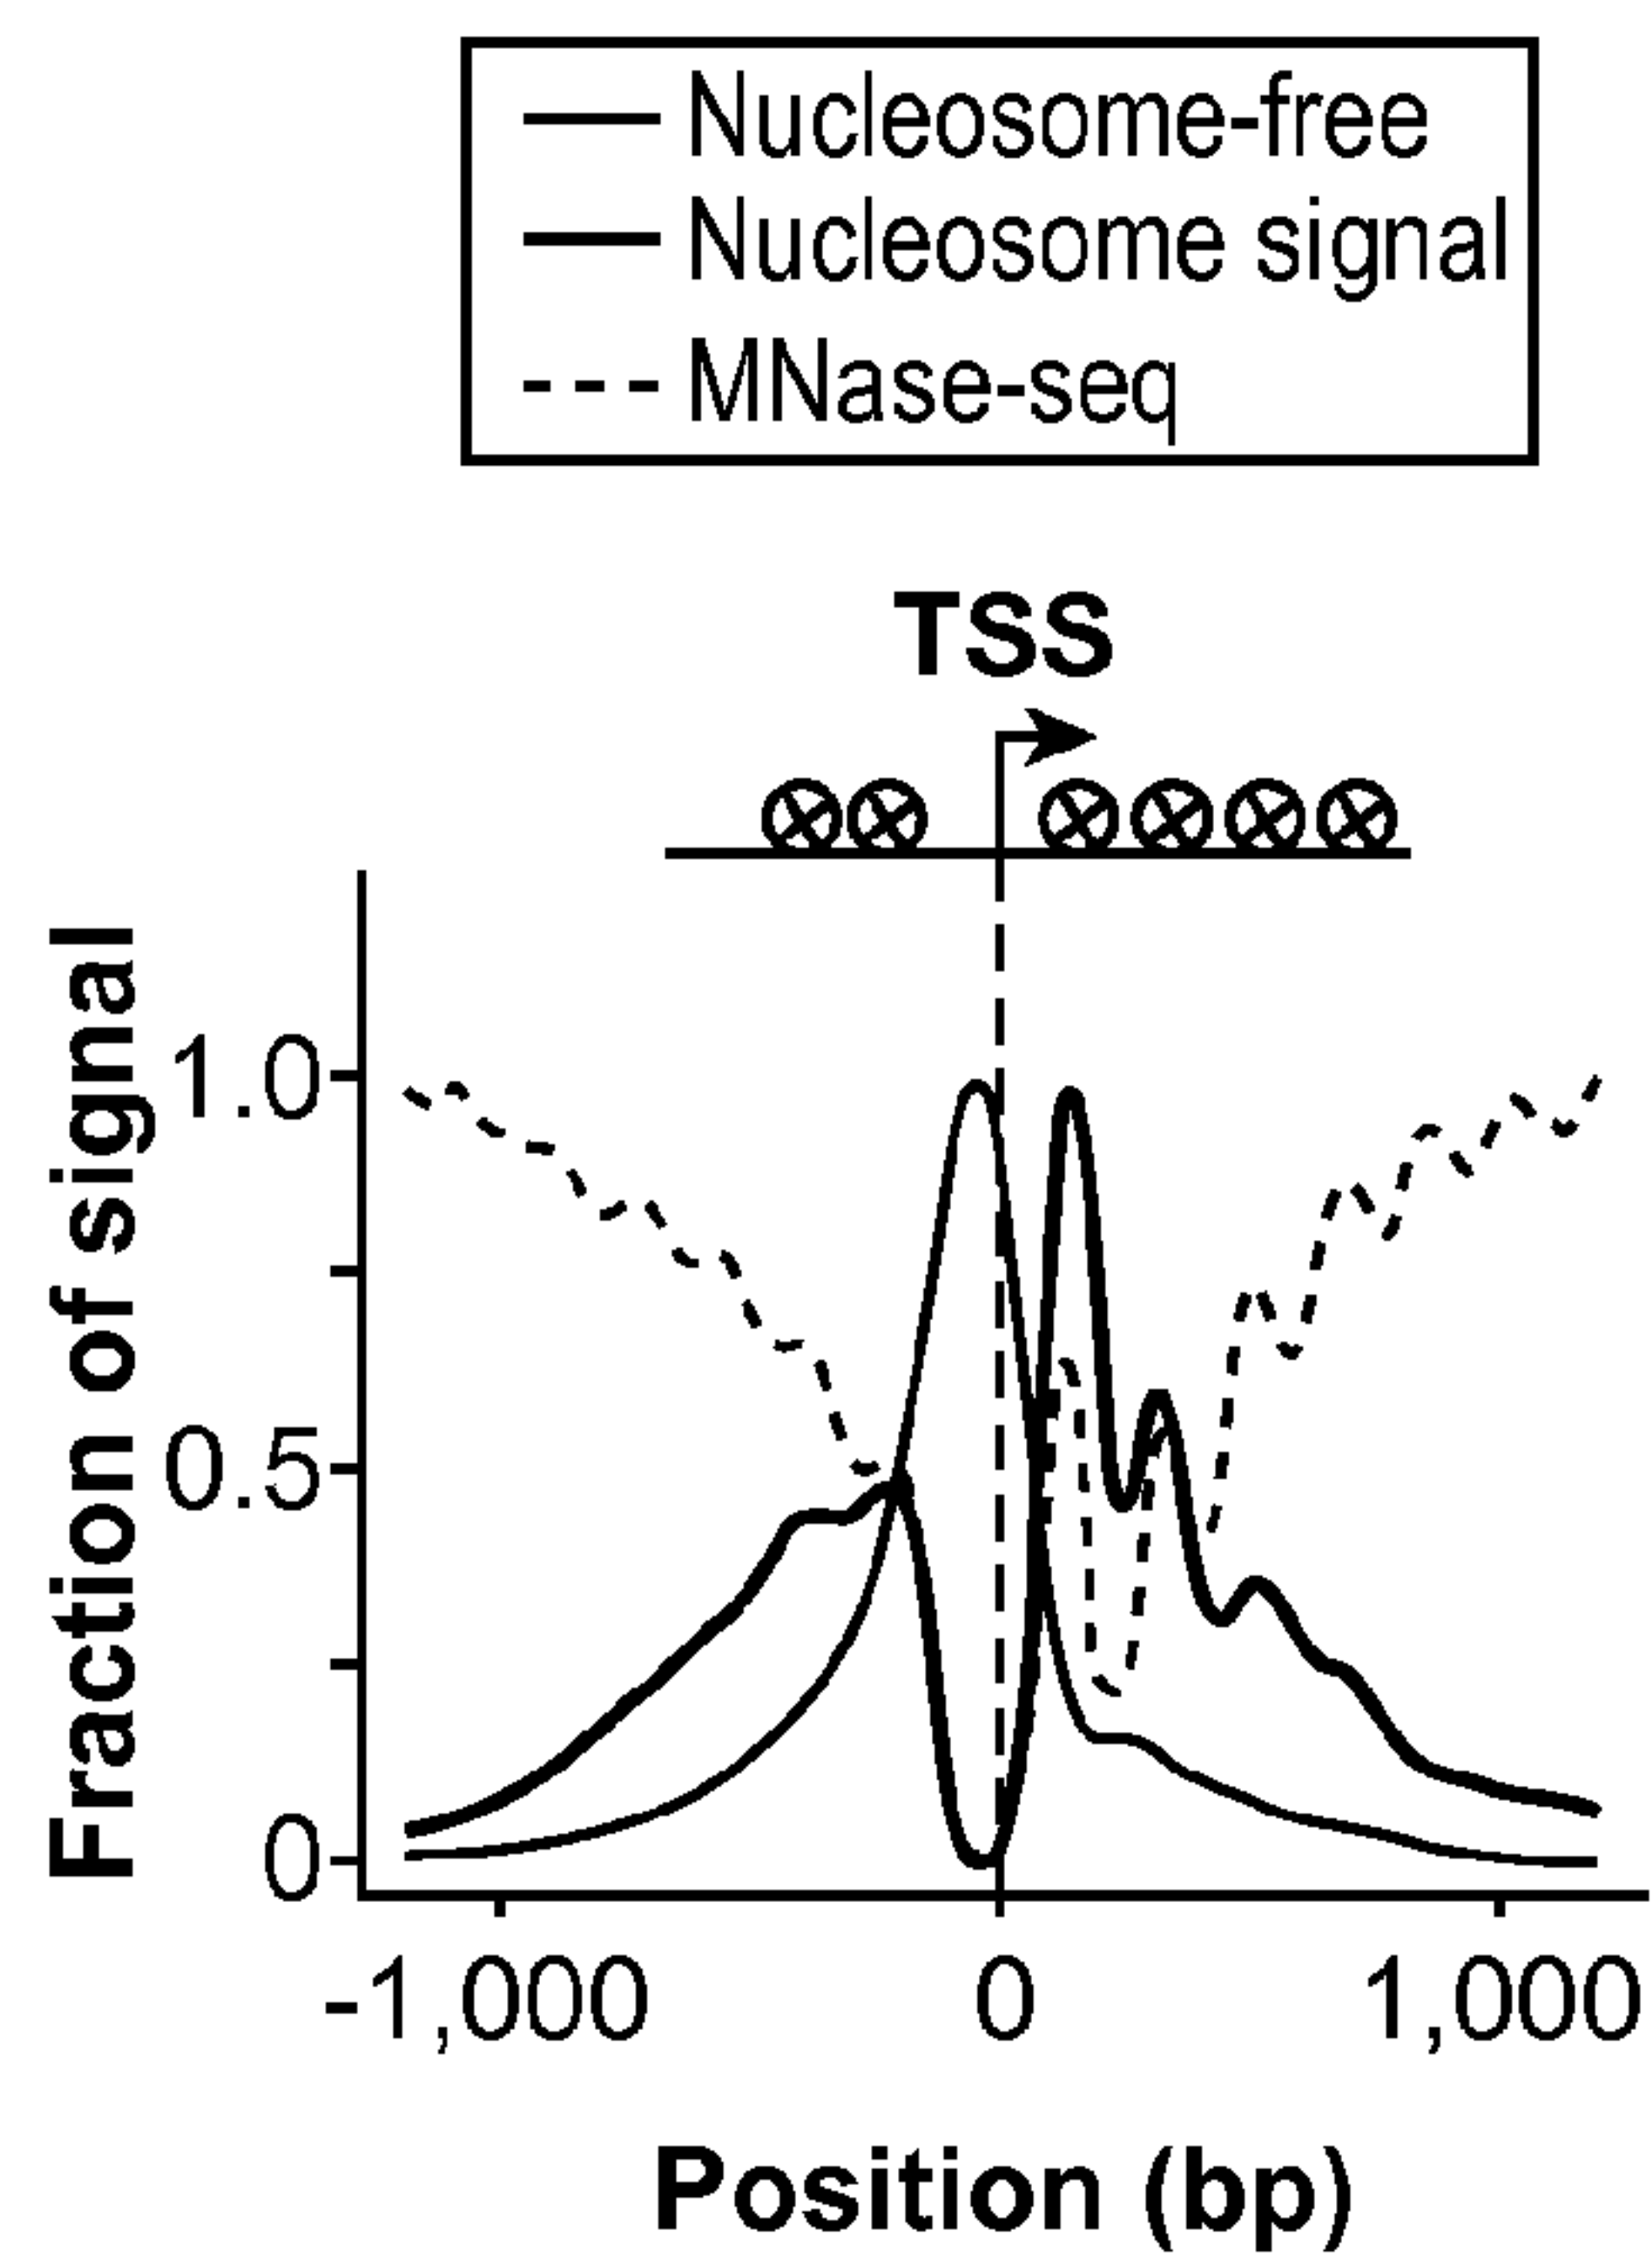 Nucleosome-free
Nucleosome signal
MNase-seq
TSS
Fraction of signal
1.0
0.5
0
-1,000
0
1,000
Position (bp)